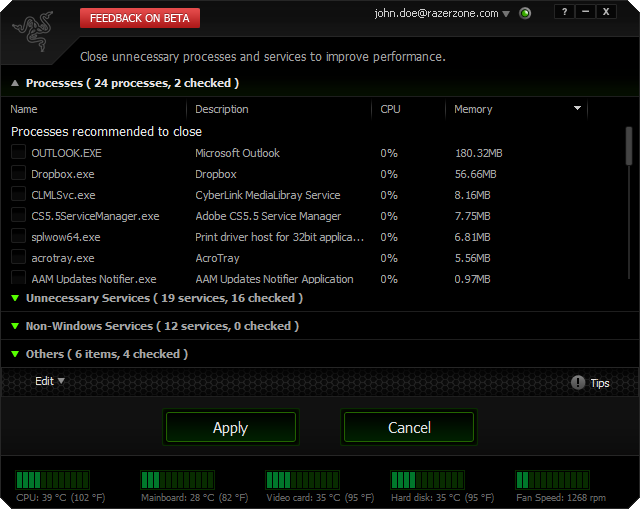 FEEDBACK ON BETA
john.doe@razerzone.com
? – X
Close unnecessary processes and services to improve performance.
Processes ( 24 processes, 2 checked )
Name Description CPU Memory
Processes recommended to close
OUTLOOK.EXE Microsoft Outlook 0% 180.32MB
Dropbox.exe Dropbox 0% 56.66MB
CLMLSvc.exe CyberLink MediaLibray Service 0% 8.16MB
CS5.5ServiceManager.exe Adobe CS5.5 Service Manager 0% 7.75MB
splwow64.exe Print driver host for 32bit applica... 0% 6.81MB
acrotray.exe AcroTray 0% 5.56MB
AAM Updates Notifier.exe AAM Updates Notifier Application 0% 0.97MB
Unnecessary Services ( 19 services, 16 checked )
Non-Windows Services ( 12 services, 0 checked )
Others ( 6 items, 4 checked )
Edit
! Tips
Apply Cancel
CPU: 39 °C (102 °F) Mainboard: 28 °C (82 °F) Video card: 35 °C (95 °F) Hard disk: 35 °C (95 °F) Fan Speed: 1268 rpm